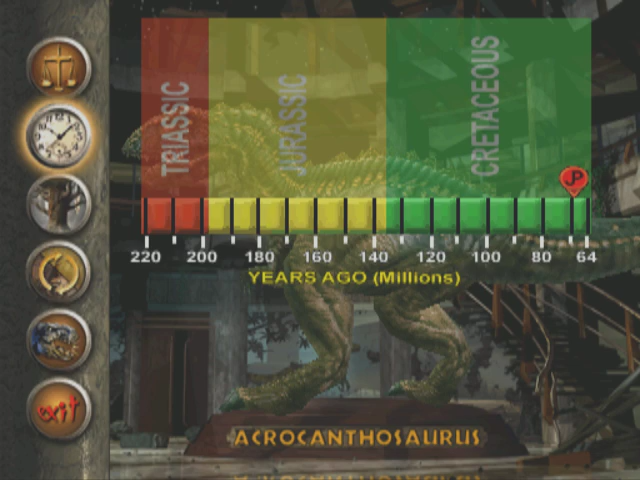 TRIASSIC
JURASSIC
CRETACEOUS
JP
220 200 180 160 140 120 100 80 64
YEARS AGO (Millions)
exit
ACROCANTHOSAURUS